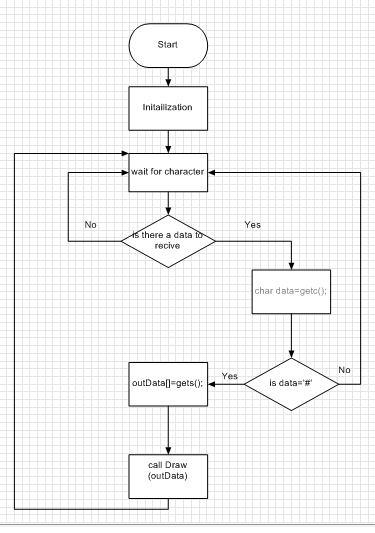 Start
Initailization
wait for character
is there a data to
recive
No
Yes
char data=getc();
is data='#'
No
Yes
outData[]=gets();
call Draw
(outData)